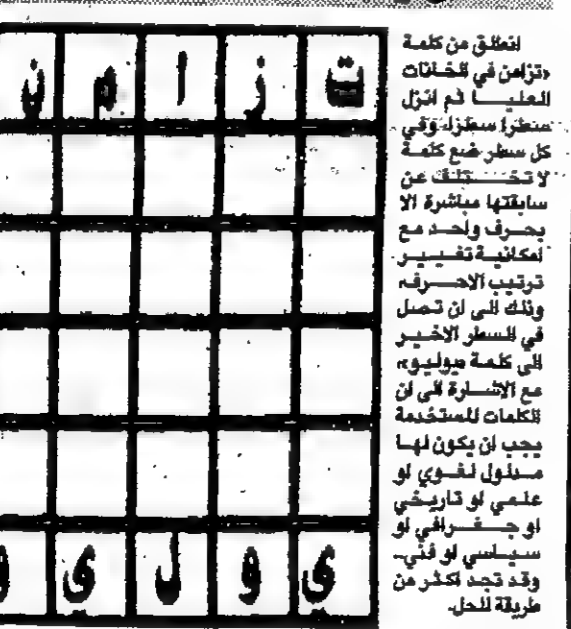 انطلق من كلمة
«تزامن في الخانات
العليا ثم انزل
سطرا سطرا، وفي
كل سطر ضع كلمة
لا تختلف عن
سابقتها مباشرة الا
بحرف واحد مع
امكانية تغيير
ترتيب الاحرف،
وذلك الى ان تصل
في السطر الاخير
الى كلمة «يوليو»،
مع الاشارة الى ان
الكلمات المستخدمة
يجب ان يكون لها
مدلول لغوي او
علمي او تاريخي
او جغرافي او
سياسي او فني..
وقد تجد اكثر من
طريقة للحل.
ت ز ا م ن
ي و ل ي و